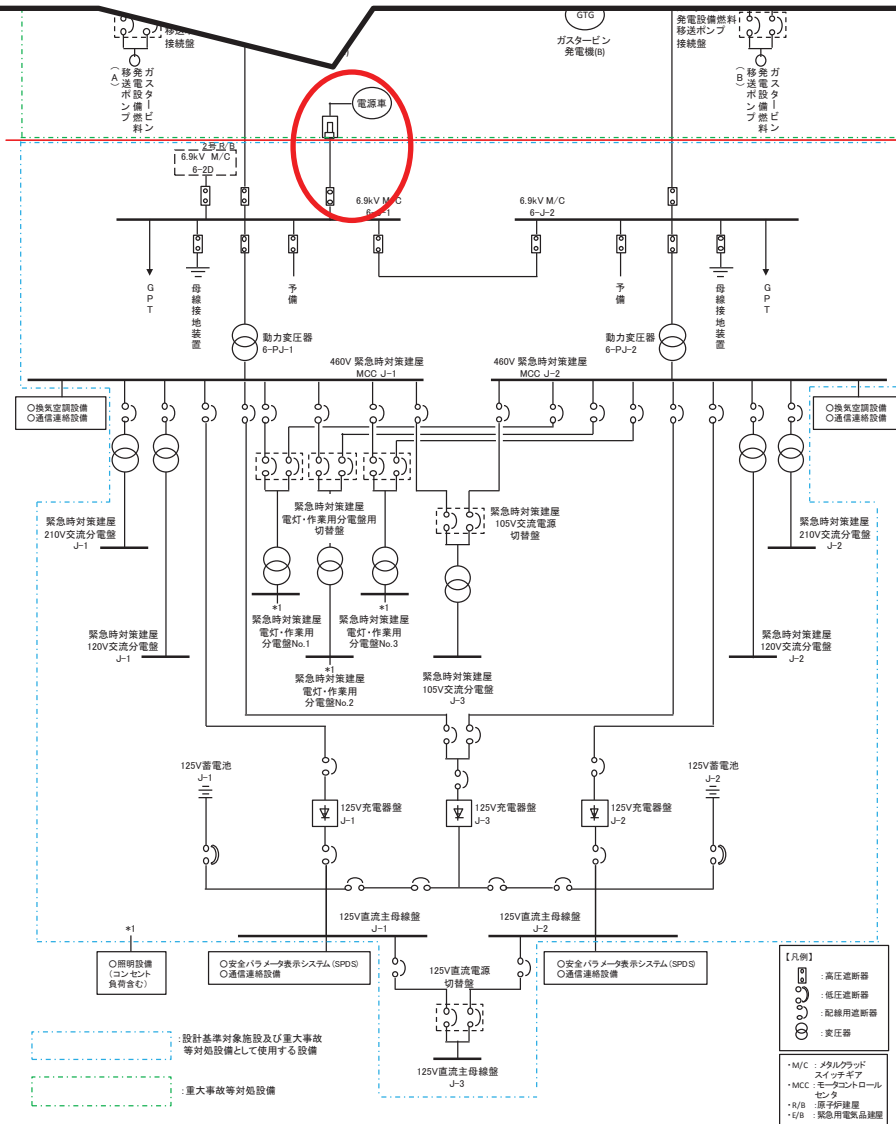 接続盤
ガスタービン
発電設備燃料
移送ポンプ
(A)
電源車
GTG
ガスタービン
発電機(B)
発電設備燃料
移送ポンプ
接続盤
ガスタービン
発電設備燃料
移送ポンプ
(B)
2号 R/B
6.9kV M/C
6-2D
6.9kV M/C
6-J-1
6.9kV M/C
6-J-2
GPT
母線接地装置
予備
予備
母線接地装置
GPT
動力変圧器
6-PJ-1
動力変圧器
6-PJ-2
460V 緊急時対策建屋
MCC J-1
460V 緊急時対策建屋
MCC J-2
○換気空調設備
○通信連絡設備
○換気空調設備
○通信連絡設備
緊急時対策建屋
210V交流分電盤
J-1
緊急時対策建屋
電灯・作業用分電盤用
切替盤
緊急時対策建屋
105V交流電源
切替盤
緊急時対策建屋
210V交流分電盤
J-2
*1
緊急時対策建屋
電灯・作業用
分電盤No.1
*1
緊急時対策建屋
電灯・作業用
分電盤No.3
緊急時対策建屋
120V交流分電盤
J-1
*1
緊急時対策建屋
電灯・作業用
分電盤No.2
緊急時対策建屋
105V交流分電盤
J-3
緊急時対策建屋
120V交流分電盤
J-2
125V蓄電池
J-1
125V蓄電池
J-2
125V充電器盤
J-1
125V充電器盤
J-3
125V充電器盤
J-2
125V直流主母線盤
J-1
125V直流主母線盤
J-2
*1
○照明設備
(コンセント
負荷含む)
○安全パラメータ表示システム(SPDS)
○通信連絡設備
125V直流電源
切替盤
○安全パラメータ表示システム(SPDS)
○通信連絡設備
125V直流主母線盤
J-3
:設計基準対象施設及び重大事故
等対処設備として使用する設備
:重大事故等対処設備
【凡例】
:高圧遮断器
:低圧遮断器
:配線用遮断器
:変圧器
・M/C :メタルクラッド
スイッチギア
・MCC:モータコントロール
センタ
・R/B :原子炉建屋
・E/B :緊急用電気品建屋